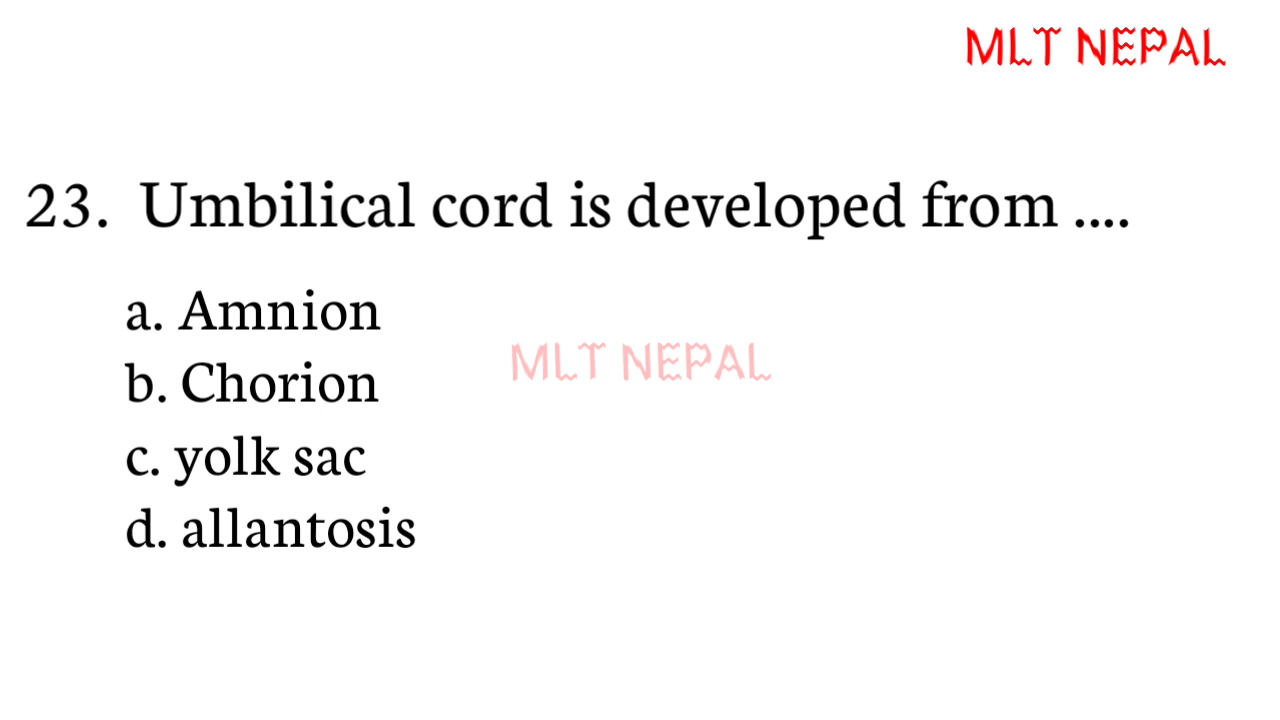 MLT NEPAL
23. Umbilical cord is developed from ....
a. Amnion
MLT NEPAL
b. Chorion
c. yolk sac
d. allantosis